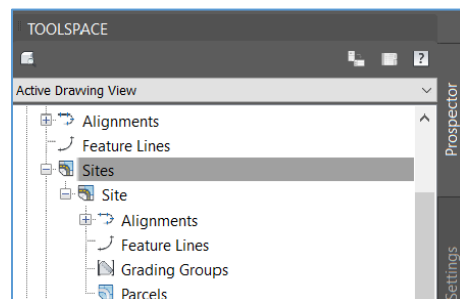 TOOLSPACE
?
Active Drawing View
Alignments
Feature Lines
Sites
Site
Alignments
Feature Lines
Grading Groups
Parcels
Prospector
Settings